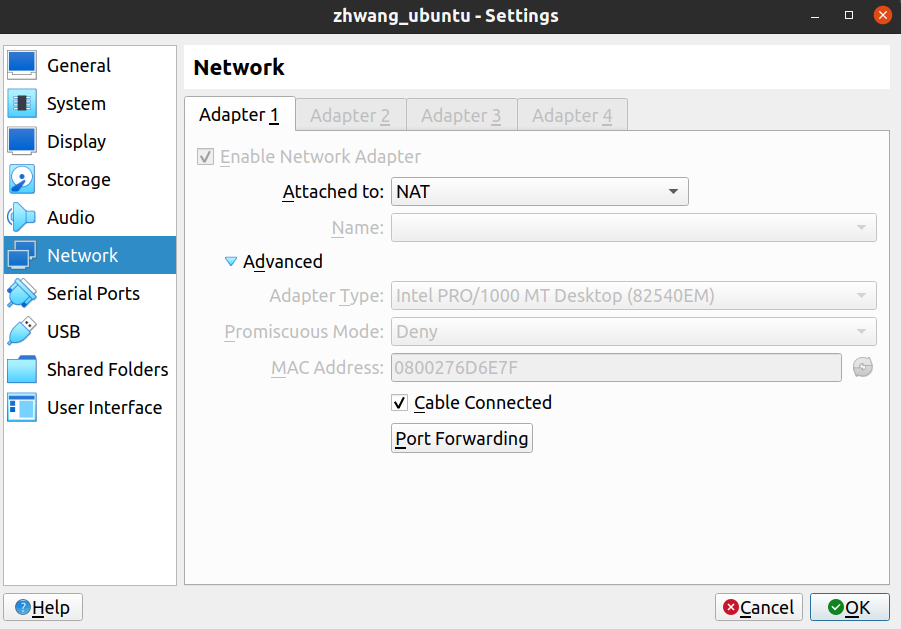 zhwang_ubuntu - Settings
General
System
Display
Storage
Audio
Network
Serial Ports
USB
Shared Folders
User Interface
Network
Adapter 1 Adapter 2 Adapter 3 Adapter 4
Enable Network Adapter
Attached to: NAT
Name:
Advanced
Adapter Type: Intel PRO/1000 MT Desktop (82540EM)
Promiscuous Mode: Deny
MAC Address: 0800276D6E7F
Cable Connected
Port Forwarding
Help Cancel OK